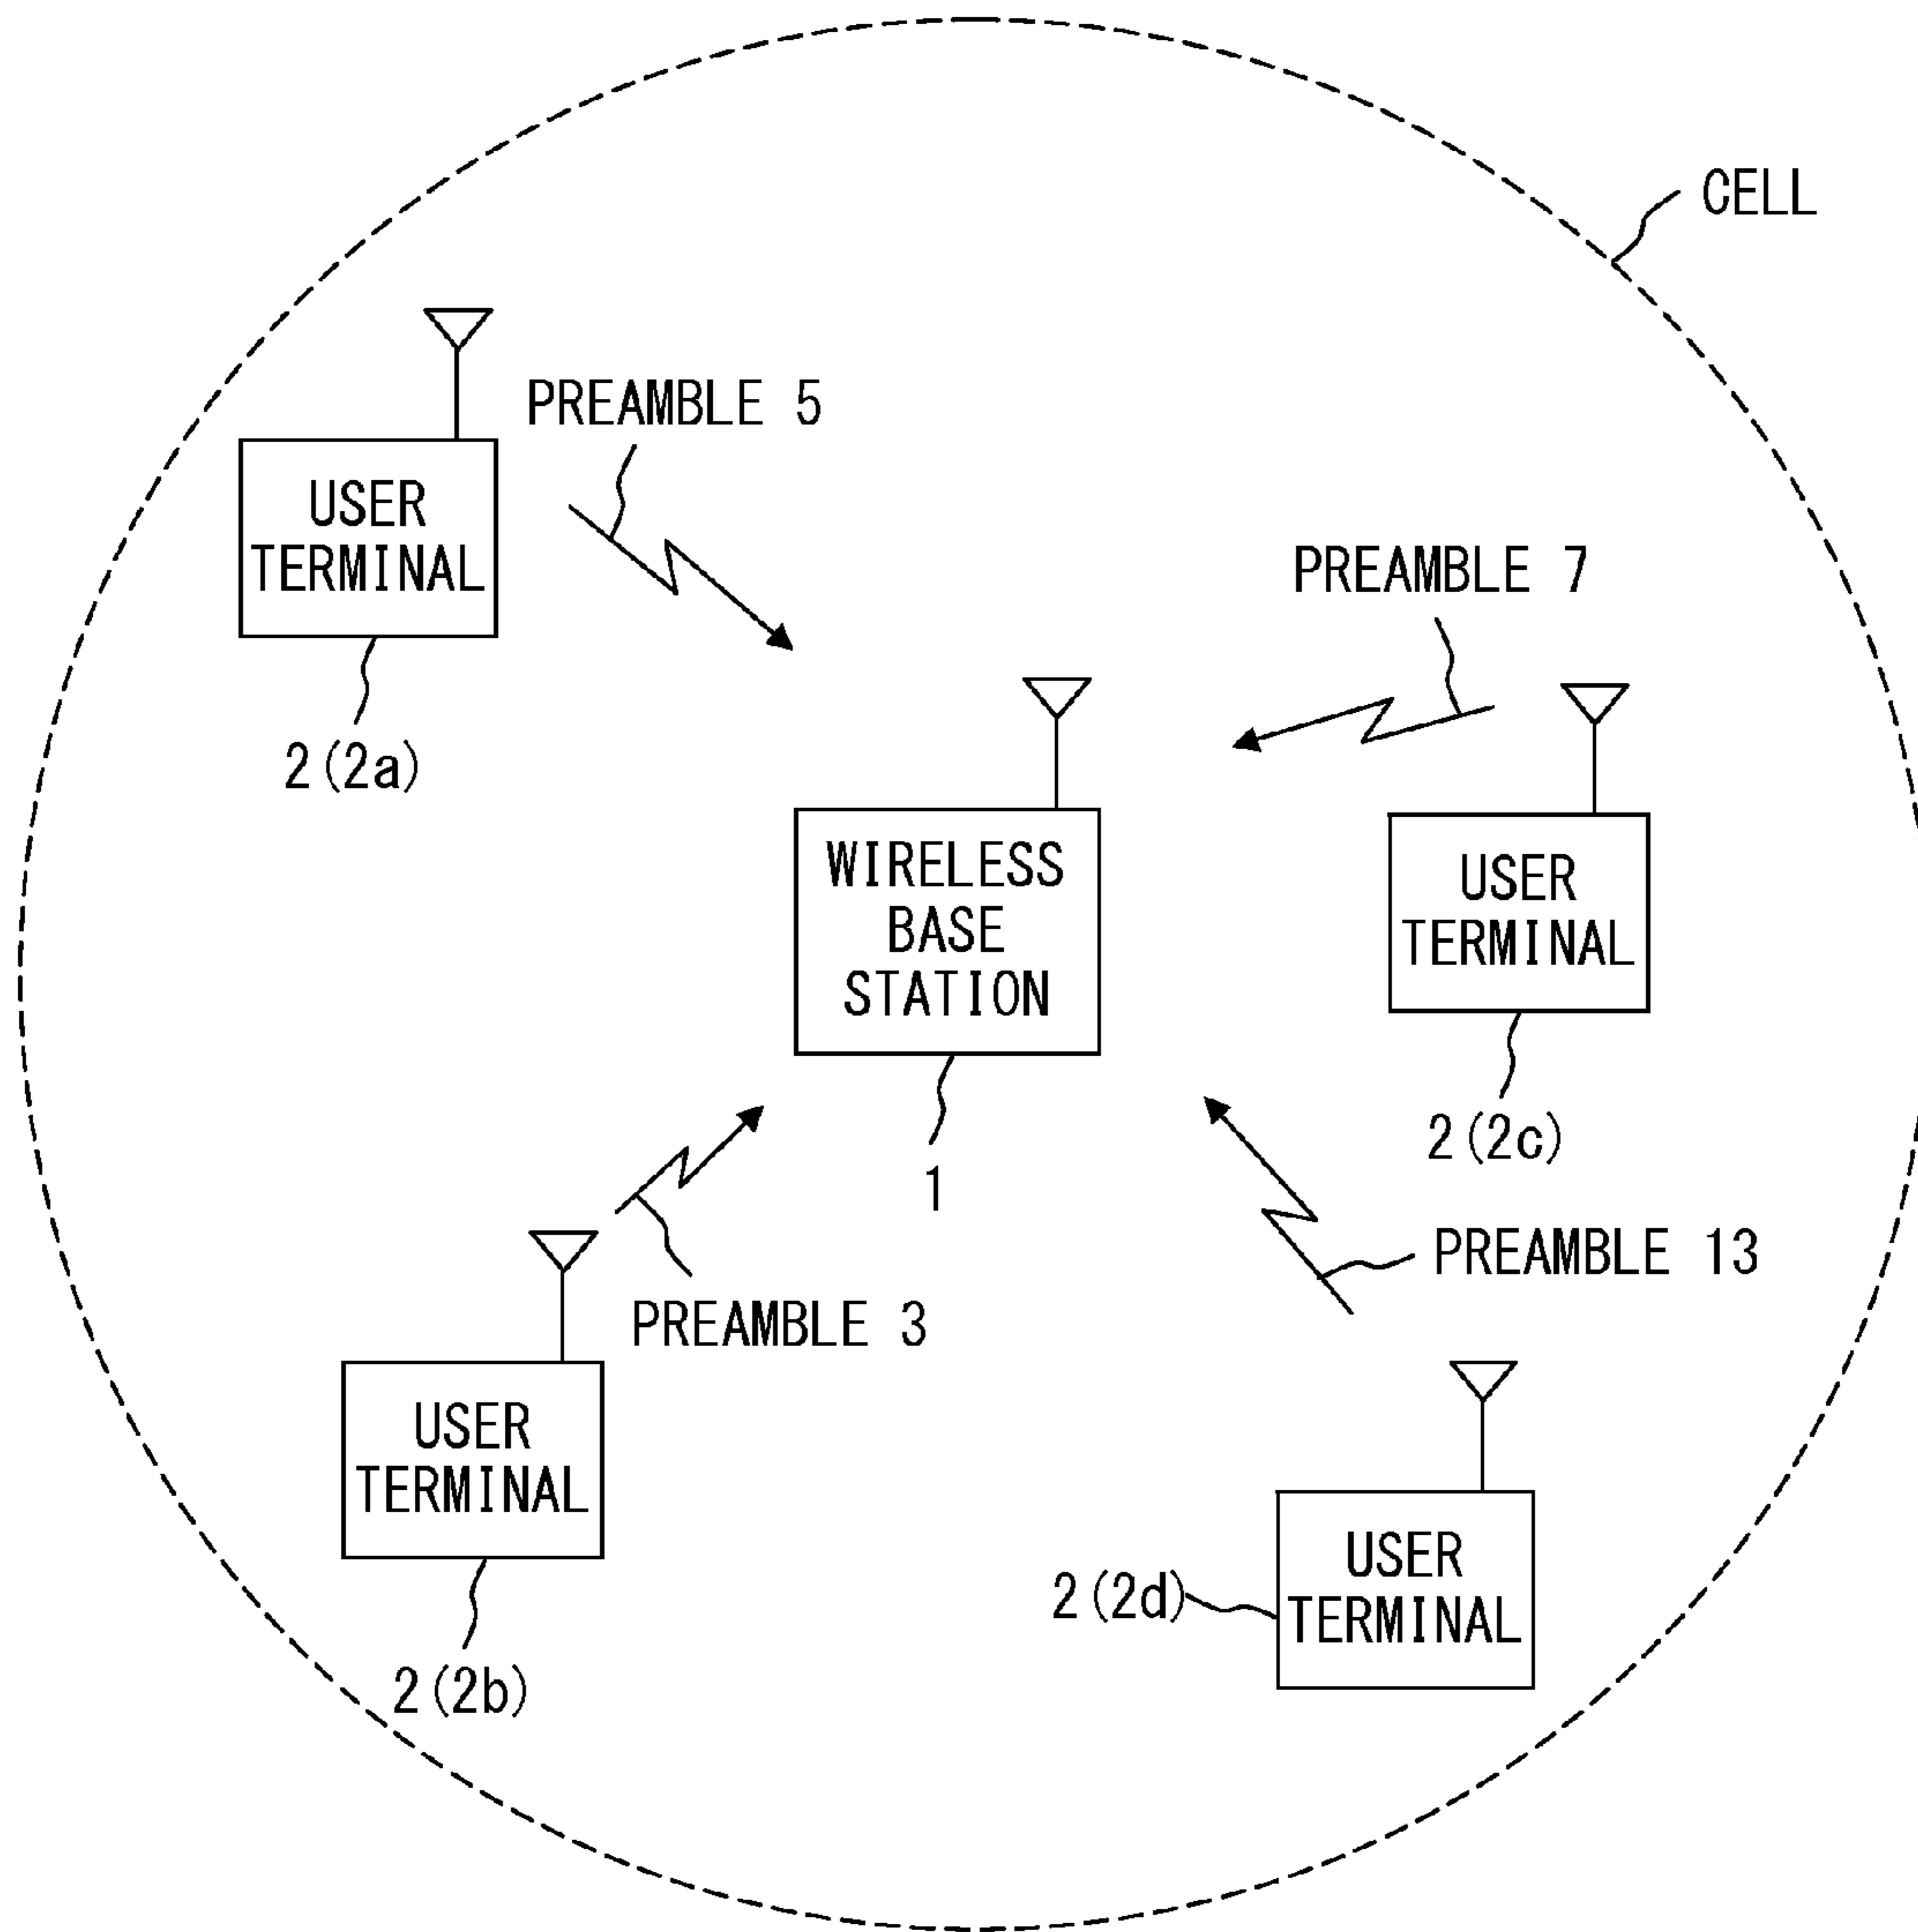 CELL
PREAMBLE 5
USER
TERMINAL
2(2a)
PREAMBLE 7
WIRELESS
BASE
STATION
1
USER
TERMINAL
2(2c)
PREAMBLE 3
USER
TERMINAL
2(2b)
PREAMBLE 13
USER
TERMINAL
2(2d)